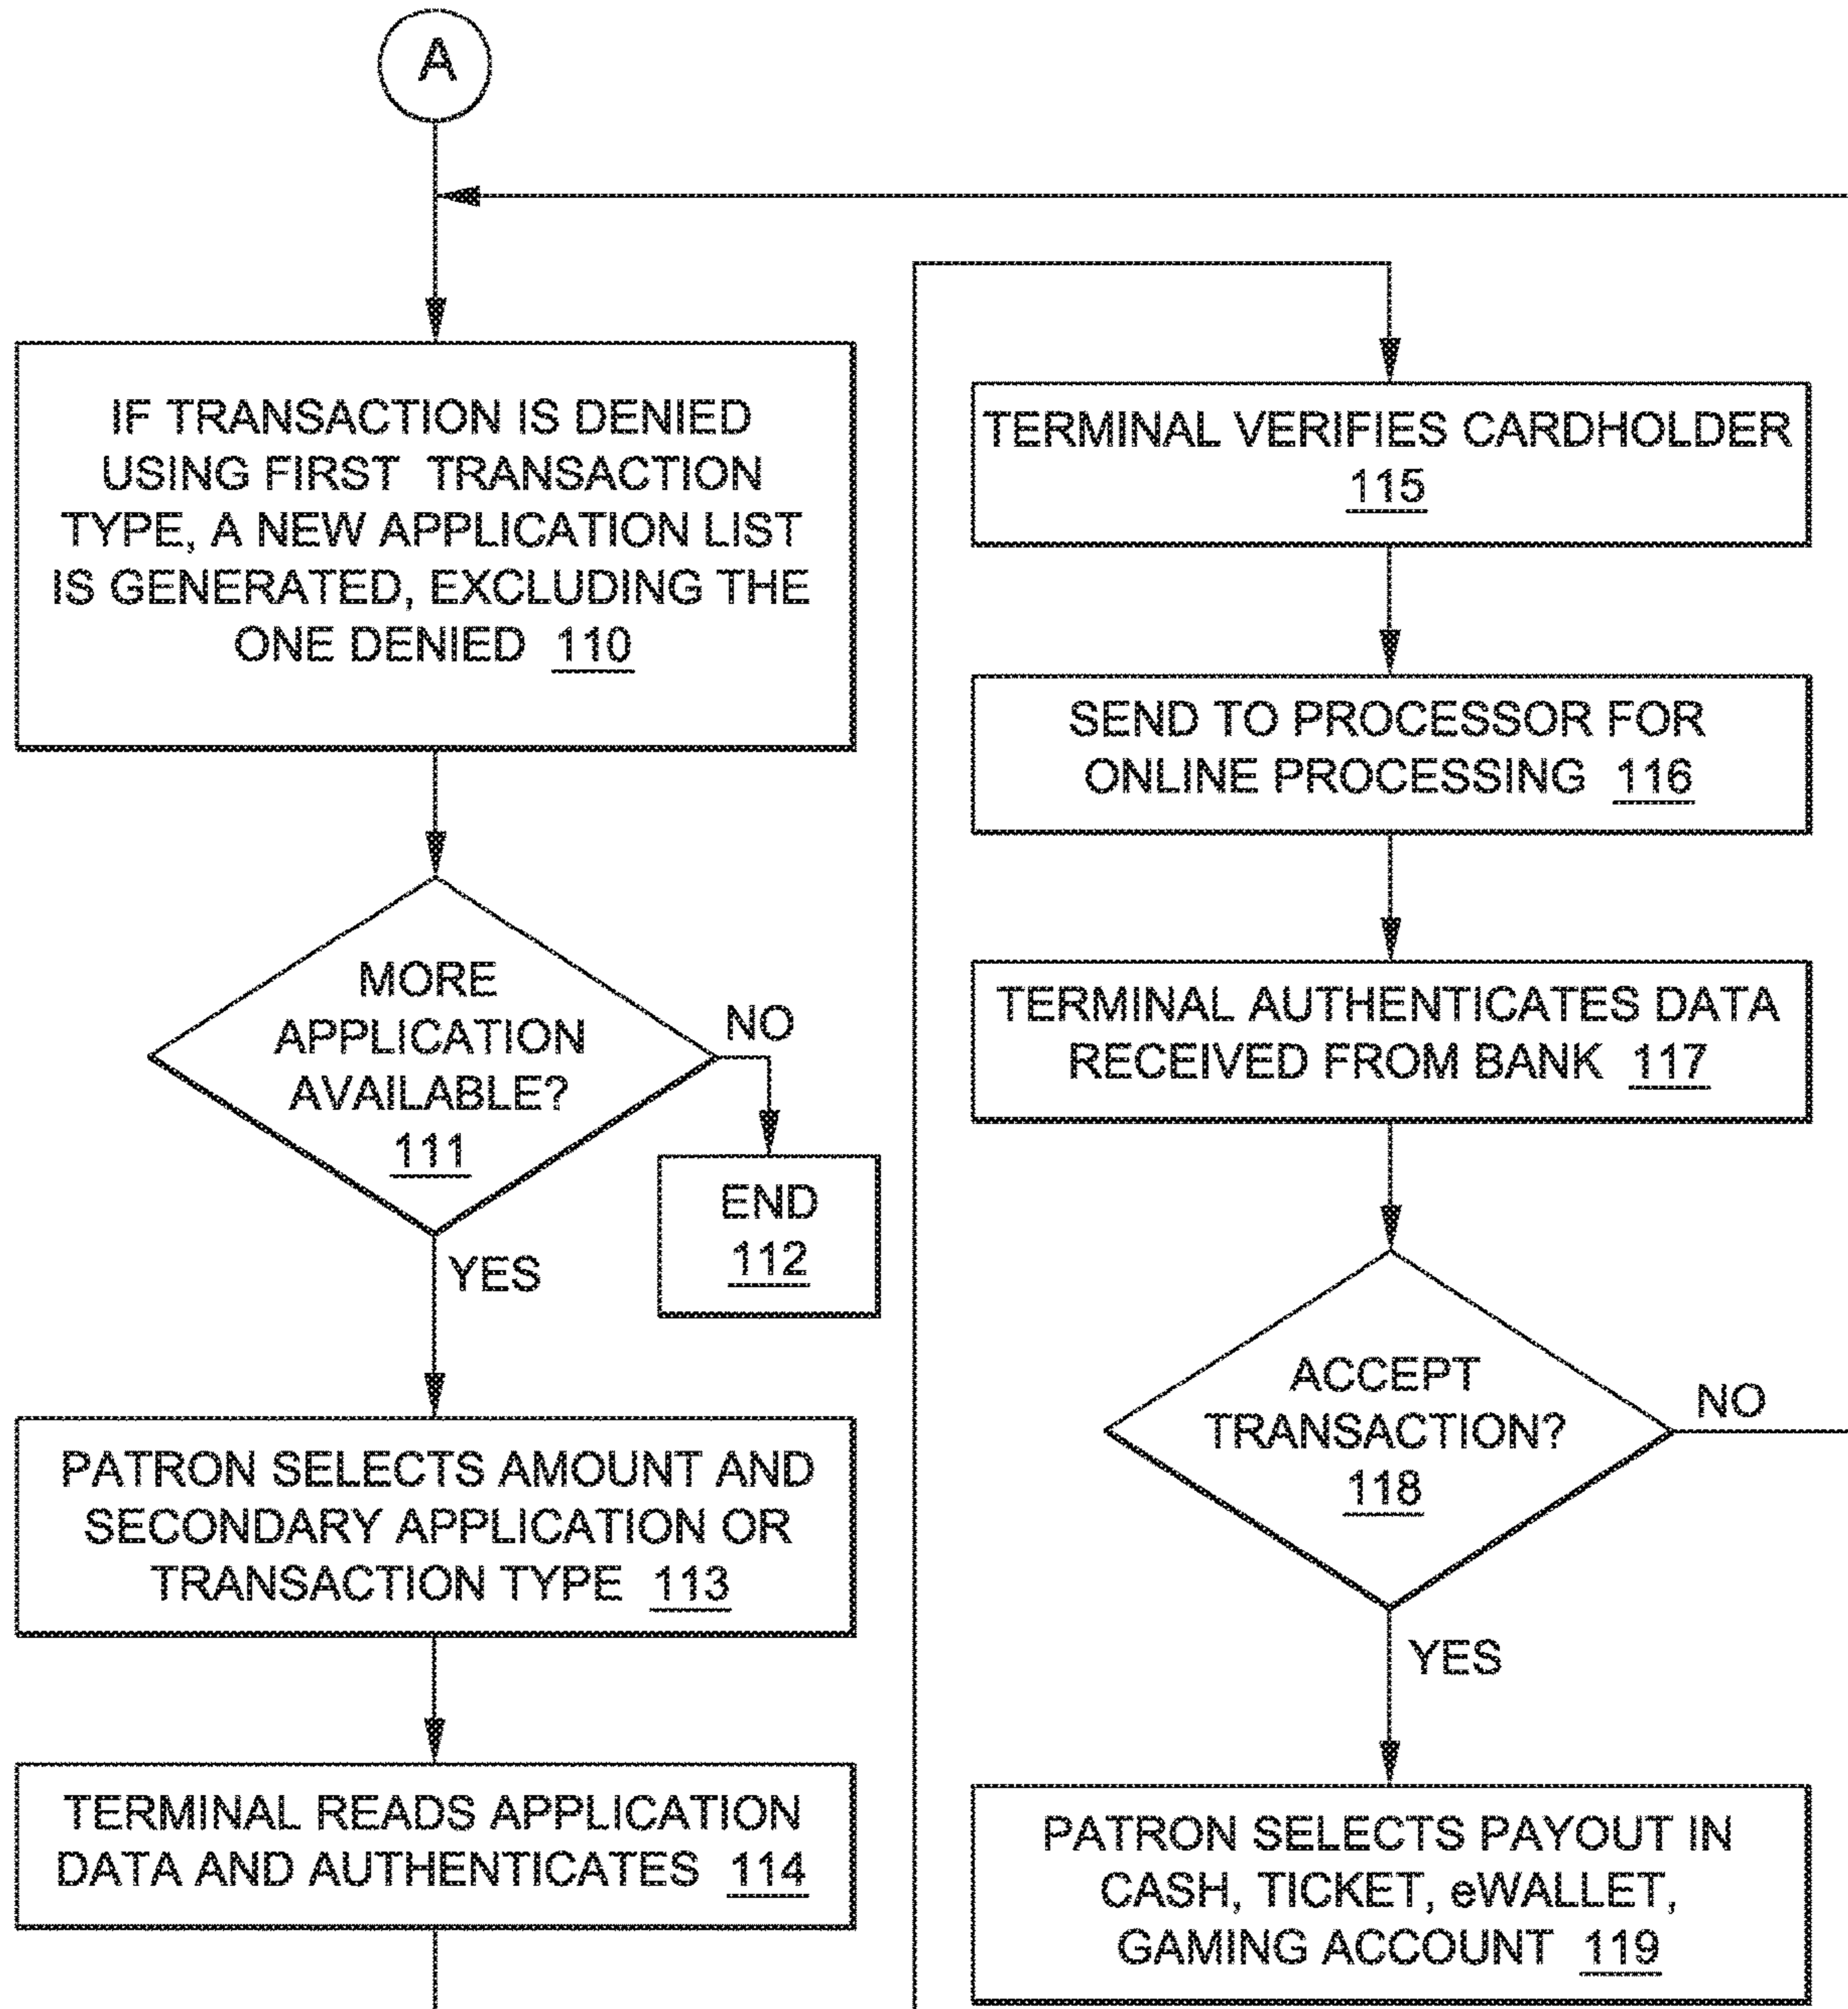 A
IF TRANSACTION IS DENIED
USING FIRST TRANSACTION
TYPE, A NEW APPLICATION LIST
IS GENERATED, EXCLUDING THE
ONE DENIED 110
MORE
APPLICATION
AVAILABLE?
111
NO
END
112
YES
PATRON SELECTS AMOUNT AND
SECONDARY APPLICATION OR
TRANSACTION TYPE 113
TERMINAL READS APPLICATION
DATA AND AUTHENTICATES 114
TERMINAL VERIFIES CARDHOLDER
115
SEND TO PROCESSOR FOR
ONLINE PROCESSING 116
TERMINAL AUTHENTICATES DATA
RECEIVED FROM BANK 117
ACCEPT
TRANSACTION?
118
NO
YES
PATRON SELECTS PAYOUT IN
CASH, TICKET, eWALLET,
GAMING ACCOUNT 119